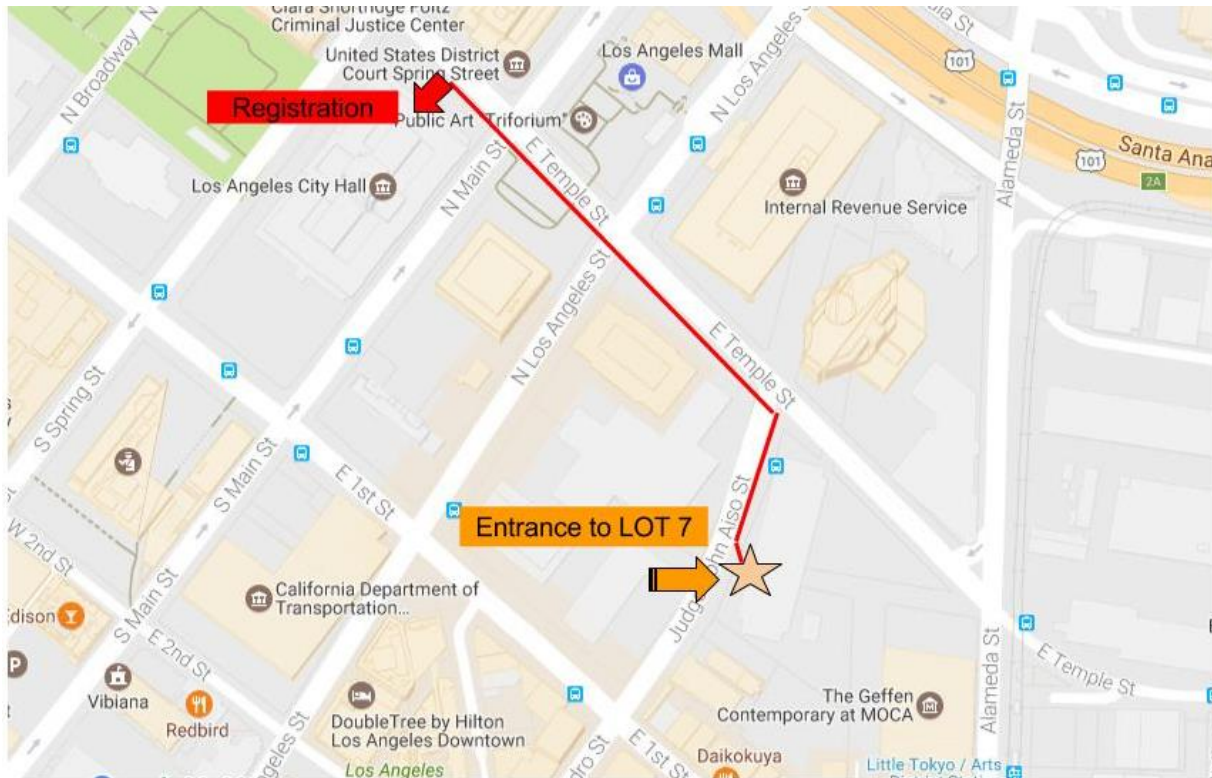 Clara Shortridge Foltz
Criminal Justice Center
United States District
Court Spring Street
Los Angeles Mall
N Broadway
N
N Los Angeles St
St
101
Alameda St
Registration
Public Art "Triforium"
E Temple St
N Main St
101
Santa Ana
2A
Los Angeles City Hall
Internal Revenue Service
N Los Angeles St
E Temple St
S Spring St
S Main St
E 1st St
Entrance to LOT 7
Judge John Aiso St
W 2nd St
California Department of
Transportation...
Edison
S Main St
E 2nd St
Alameda St
E Temple St
P
Vibiana
Redbird
DoubleTree by Hilton
Los Angeles Downtown
The Geffen
Contemporary at MOCA
E 1st St
Daikokuya
Los Angeles
Little Tokyo / Arts